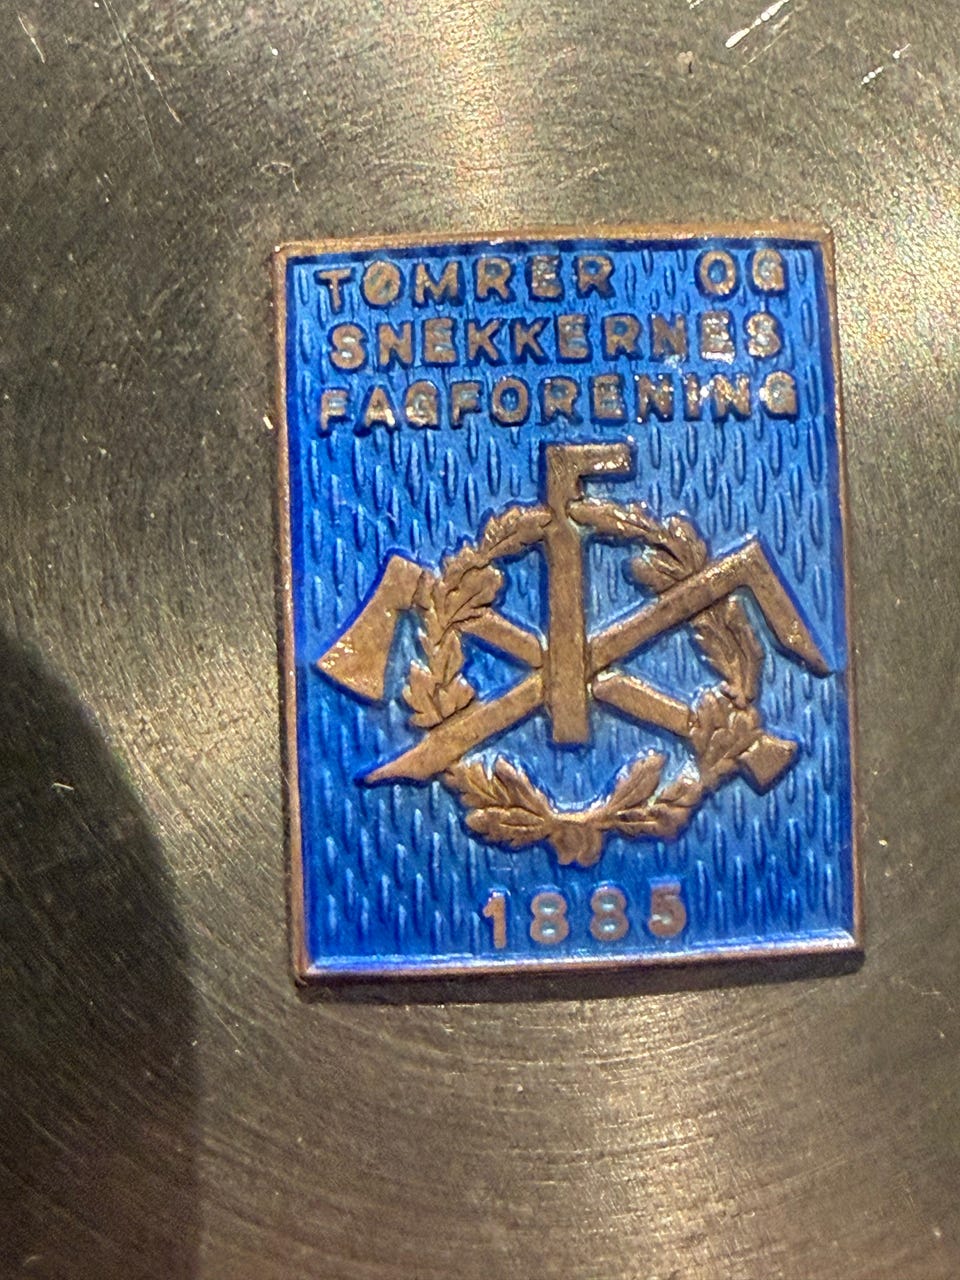 TØMRER OG
SNEKKERNES
FAGFORENING
1885